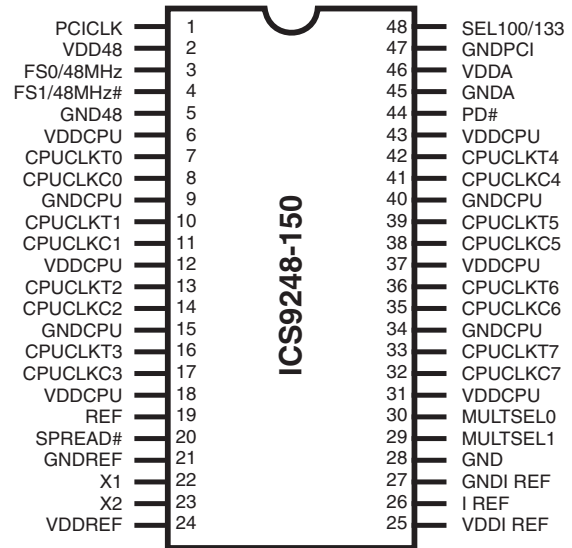 PCICLK 1 48 SEL100/133
VDD48 2 47 GNDPCI
FS0/48MHz 3 46 VDDA
FS1/48MHz# 4 45 GNDA
GND48 5 44 PD#
VDDCPU 6 43 VDDCPU
CPUCLKT0 7 42 CPUCLKT4
CPUCLKC0 8 41 CPUCLKC4
GNDCPU 9 40 GNDCPU
CPUCLKT1 10 39 CPUCLKT5
CPUCLKC1 11 38 CPUCLKC5
VDDCPU 12 37 VDDCPU
CPUCLKT2 13 36 CPUCLKT6
CPUCLKC2 14 35 CPUCLKC6
GNDCPU 15 34 GNDCPU
CPUCLKT3 16 33 CPUCLKT7
CPUCLKC3 17 32 CPUCLKC7
VDDCPU 18 31 VDDCPU
REF 19 30 MULTSEL0
SPREAD# 20 29 MULTSEL1
GNDREF 21 28 GND
X1 22 27 GNDI REF
X2 23 26 I REF
VDDREF 24 25 VDDI REF
ICS9248-150